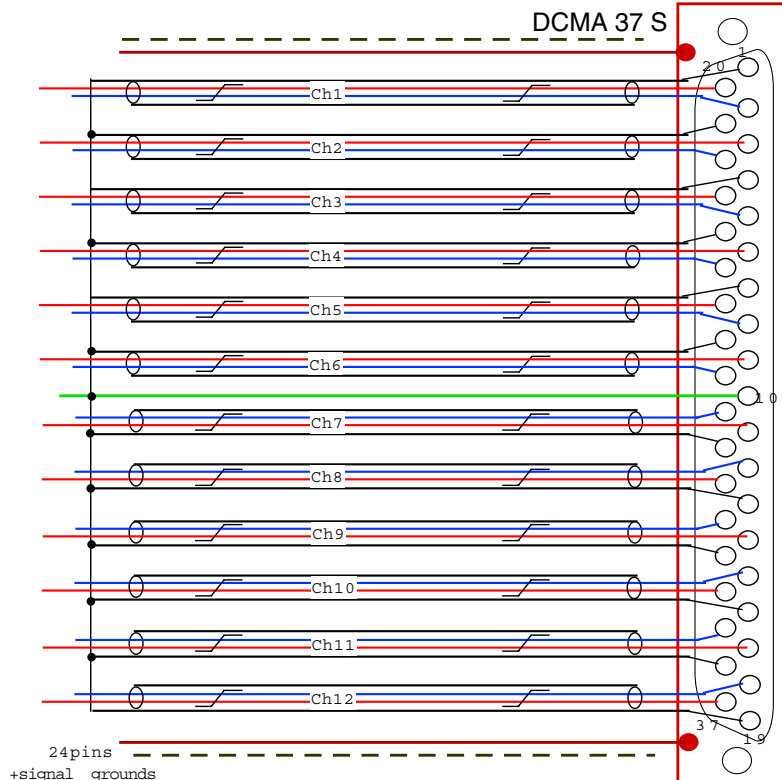 DCMA 37 S
20 1
Ch1
Ch2
Ch3
Ch4
Ch5
Ch6
10
Ch7
Ch8
Ch9
Ch10
Ch11
Ch12
37
19
24pins
+signal grounds